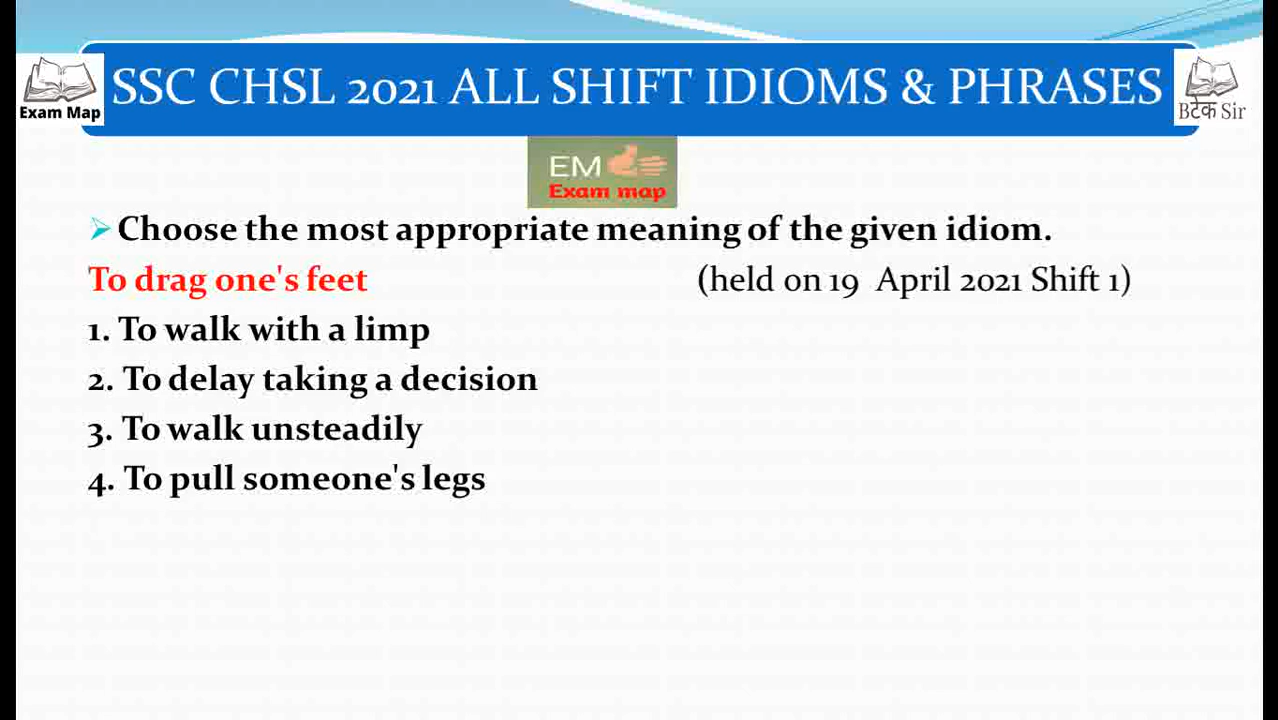 SSC CHSL 2021 ALL SHIFT IDIOMS & PHRASES
Exam Map
Bटेक Sir
EM
Exam map
Choose the most appropriate meaning of the given idiom.
To drag one's feet (held on 19 April 2021 Shift 1)
1. To walk with a limp
2. To delay taking a decision
3. To walk unsteadily
4. To pull someone's legs